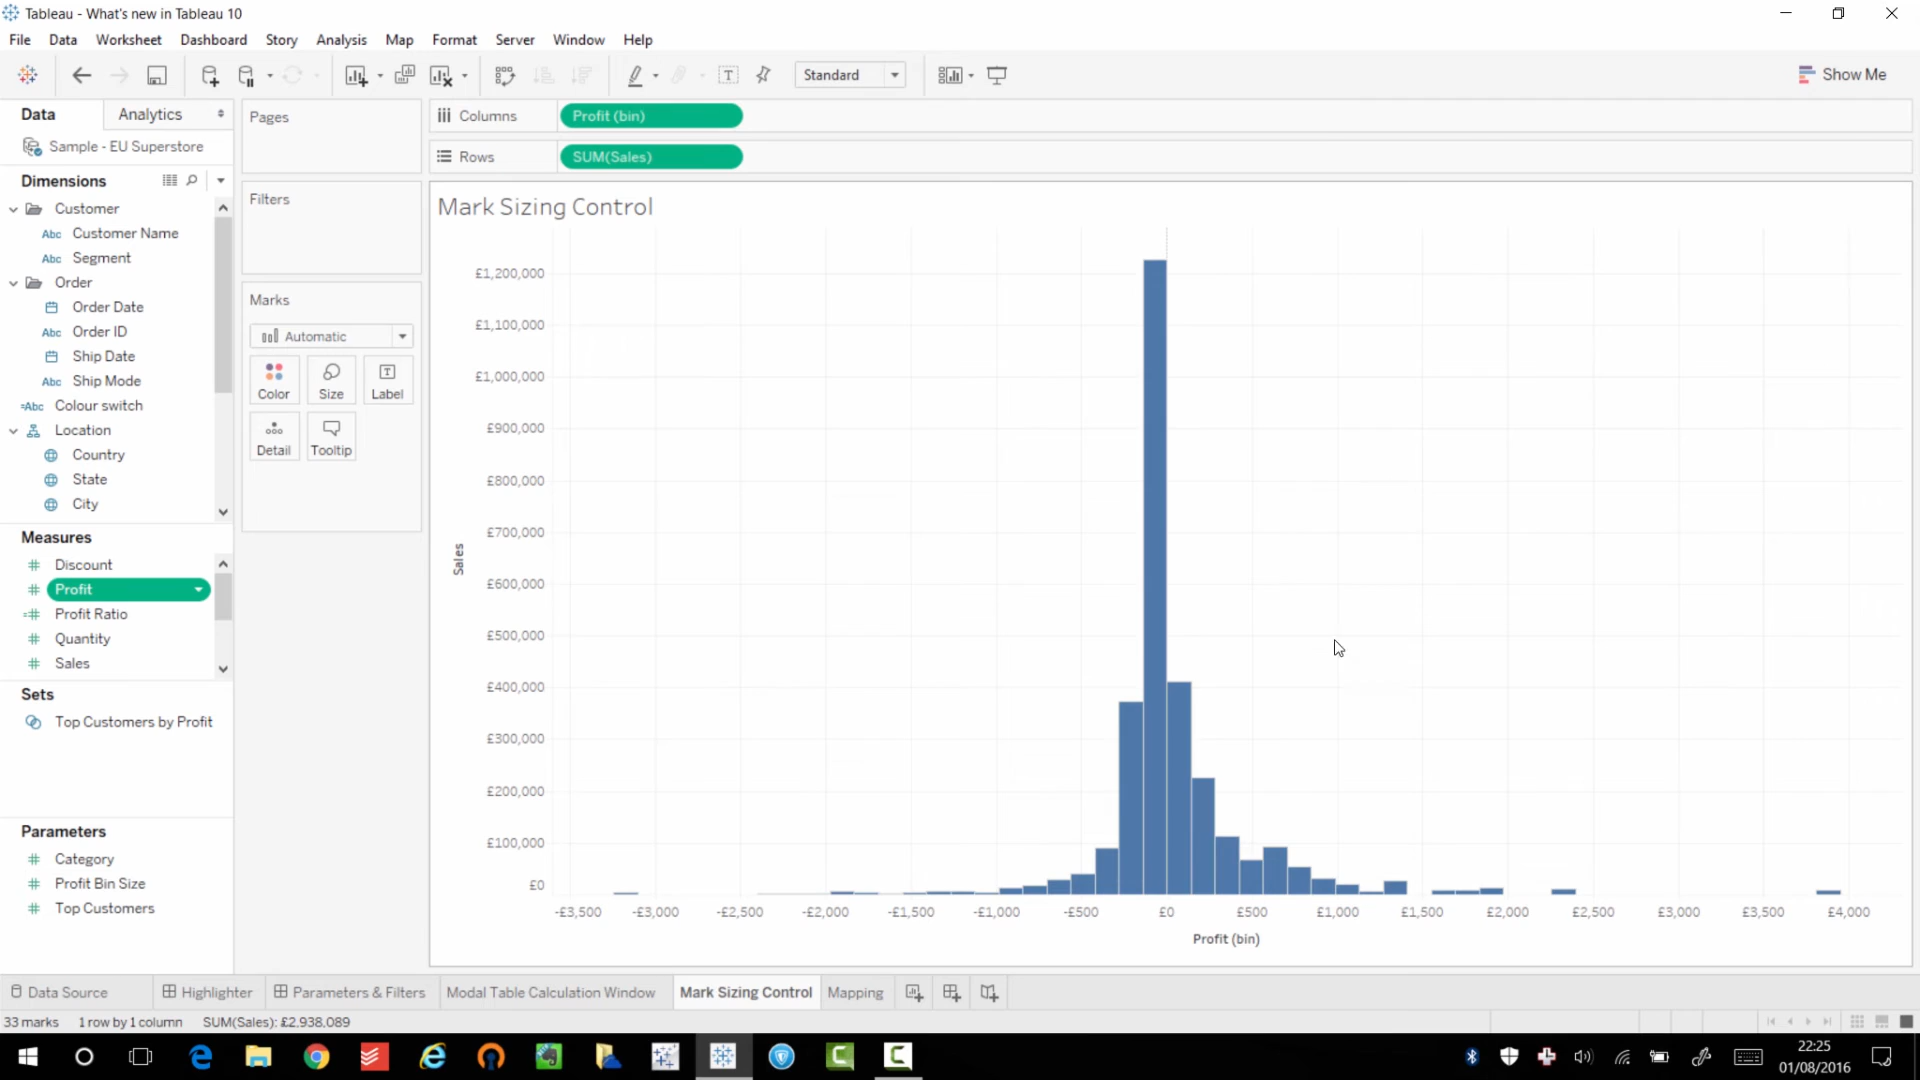 Tableau - What's new in Tableau 10
File Data Worksheet Dashboard Story Analysis Map Format Server Window Help
Standard
Show Me
Data Analytics
Sample - EU Superstore
Dimensions
Customer
Abc Customer Name
Abc Segment
Order
Order Date
Abc Order ID
Ship Date
Abc Ship Mode
=Abc Colour switch
Location
Country
State
City
Measures
# Discount
# Profit
=# Profit Ratio
# Quantity
# Sales
Sets
Top Customers by Profit
Parameters
# Category
# Profit Bin Size
# Top Customers
Pages
Filters
Marks
Automatic
Color Size Label
Detail Tooltip
Columns Profit (bin)
Rows SUM(Sales)
Mark Sizing Control
£1,200,000
£1,100,000
£1,000,000
£900,000
£800,000
£700,000
£600,000
£500,000
£400,000
£300,000
£200,000
£100,000
£0
Sales
-£3,500 -£3,000 -£2,500 -£2,000 -£1,500 -£1,000 -£500 £0 £500 £1,000 £1,500 £2,000 £2,500 £3,000 £3,500 £4,000
Profit (bin)
Data Source Highlighter Parameters & Filters Modal Table Calculation Window Mark Sizing Control Mapping
33 marks 1 row by 1 column SUM(Sales): £2,938,089
22:25
01/08/2016